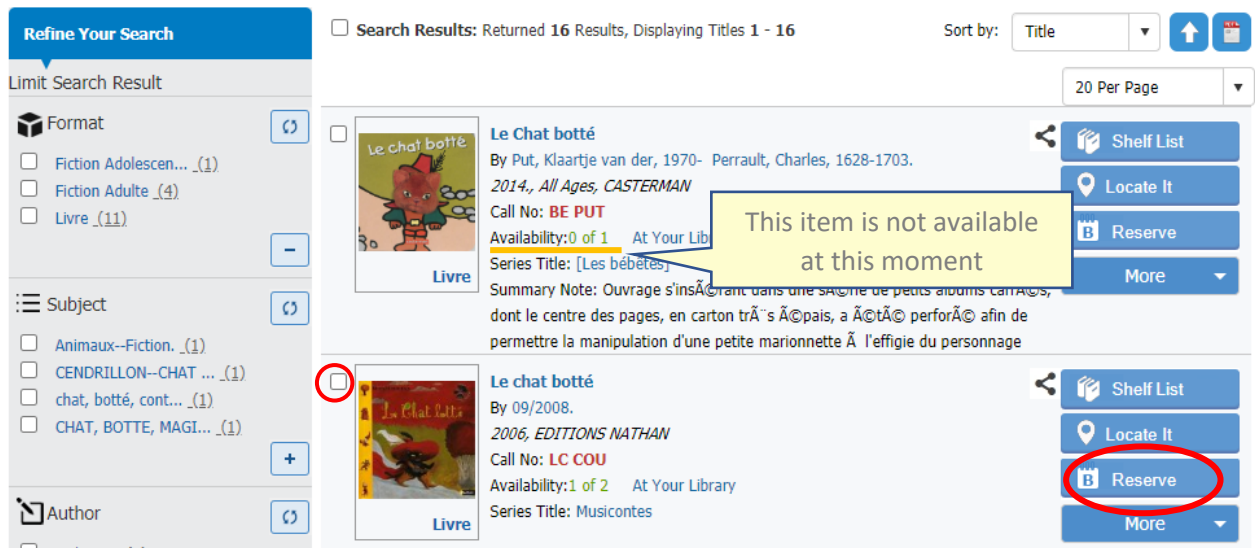 Refine Your Search
Limit Search Result
Format
Fiction Adolescen... (1)
Fiction Adulte (4)
Livre (11)
Subject
Animaux--Fiction. (1)
CENDRILLON--CHAT ... (1)
chat, botté, cont... (1)
CHAT, BOTTE, MAGI... (1)
Author
Search Results: Returned 16 Results, Displaying Titles 1 - 16
Sort by: Title
20 Per Page
Le chat botté
Livre
Le Chat botté
By Put, Klaartje van der, 1970- Perrault, Charles, 1628-1703.
2014., All Ages, CASTERMAN
Call No: BE PUT
Availability:0 of 1 At Your
Series Title: [Les bébêtes]
Summary Note: Ouvrage s'insÃ©rant dans une sÃ©rie de petits albums carrÃ©s,
dont le centre des pages, en carton trÃ¨s Ã©pais, a Ã©tÃ© perforÃ© afin de
permettre la manipulation d'une petite marionnette Ã l'effigie du personnage
This item is not available
at this moment
Shelf List
Locate It
B Reserve
More
Le Chat botté
Livre
Le chat botté
By 09/2008.
2006, EDITIONS NATHAN
Call No: LC COU
Availability:1 of 2 At Your Library
Series Title: Musicontes
Shelf List
Locate It
B Reserve
More